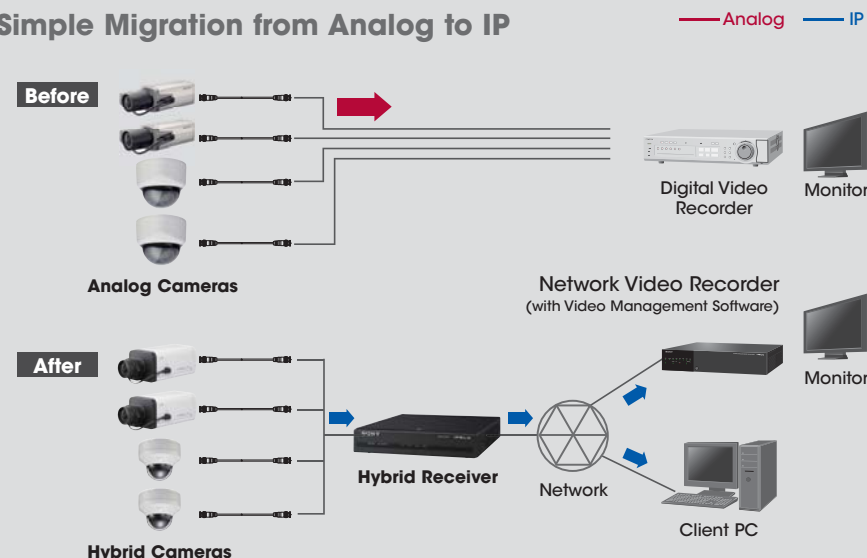 Simple Migration from Analog to IP
Analog
IP
Before
Digital Video
Recorder
Monitor
Analog Cameras
Network Video Recorder
(with Video Management Software)
After
Monitor
Hybrid Receiver
Network
Client PC
Hybrid Cameras